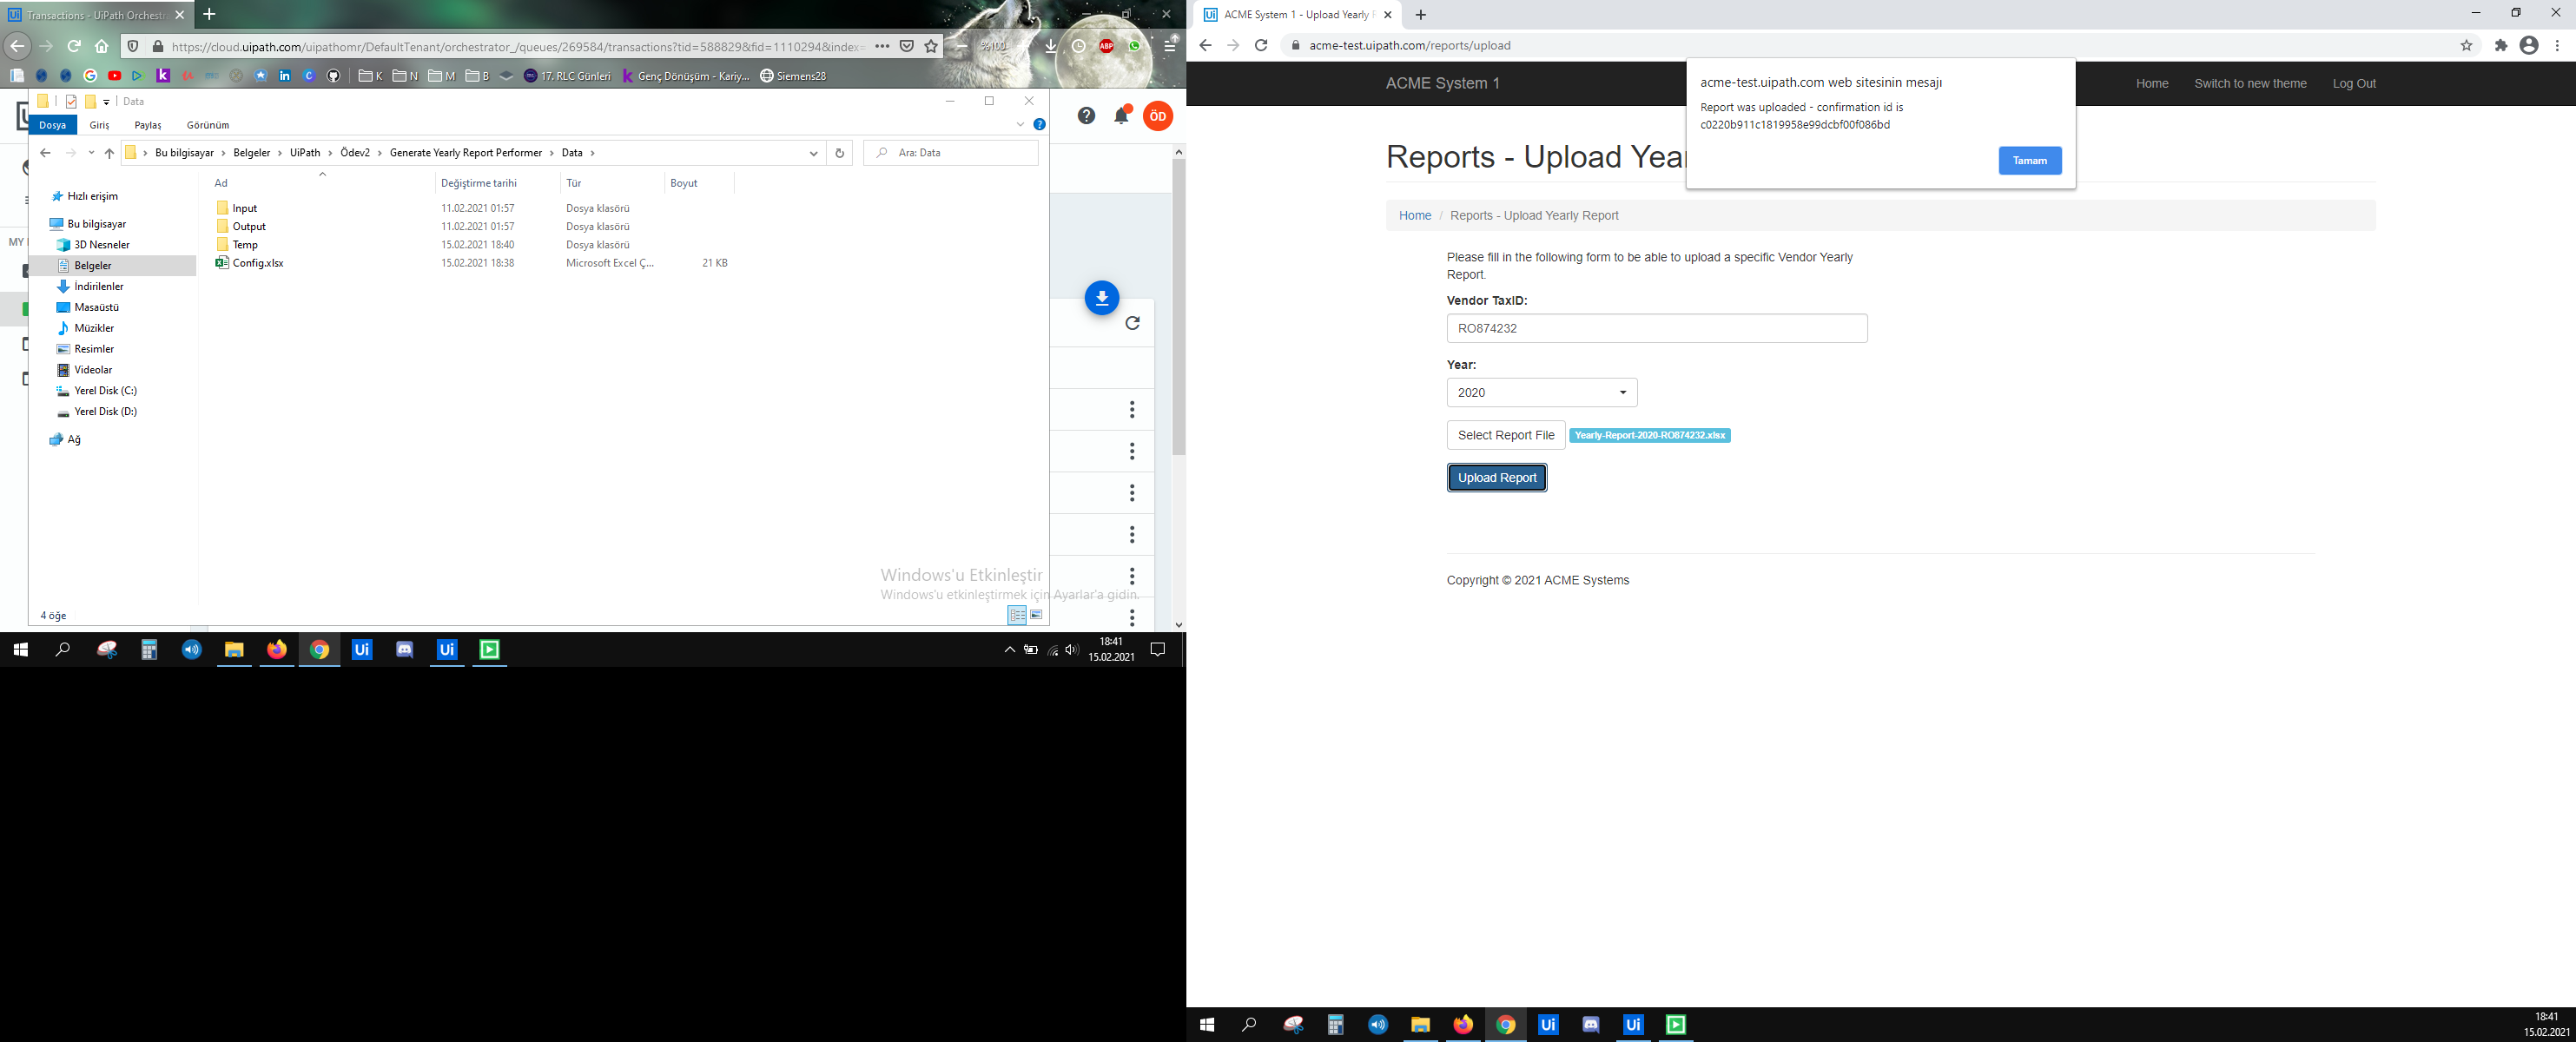 Transactions - UiPath Orchestr
https://cloud.uipath.com/uipathomr/DefaultTenant/orchestrator_/queues/269584/transactions?tid=588829&fid=1110294&index=
%100
ABP
K
N
M
B
17. RLC Günleri
Genç Dönüşüm - Kariy...
Siemens28
Data
Dosya
Giriş
Paylaş
Görünüm
ÖD
Bu bilgisayar
Belgeler
UiPath
Ödev2
Generate Yearly Report Performer
Data
Ara: Data
Ad
Değiştirme tarihi
Tür
Boyut
Input
11.02.2021 01:57
Dosya klasörü
Output
11.02.2021 01:57
Dosya klasörü
Temp
15.02.2021 18:40
Dosya klasörü
Config.xlsx
15.02.2021 18:38
Microsoft Excel Ç...
21 KB
Hızlı erişim
Bu bilgisayar
3D Nesneler
Belgeler
İndirilenler
Masaüstü
Müzikler
Resimler
Videolar
Yerel Disk (C:)
Yerel Disk (D:)
Ağ
MY
4 öğe
Windows'u Etkinleştir
Windows'u etkinleştirmek için Ayarlar'a gidin.
18:41
15.02.2021
ACME System 1 - Upload Yearly R
acme-test.uipath.com/reports/upload
ACME System 1
Home
Switch to new theme
Log Out
acme-test.uipath.com web sitesinin mesajı
Report was uploaded - confirmation id is
c0220b911c1819958e99dcbf00f086bd
Tamam
Reports - Upload Year
Home / Reports - Upload Yearly Report
Please fill in the following form to be able to upload a specific Vendor Yearly
Report.
Vendor TaxID:
RO874232
Year:
2020
Select Report File
Yearly-Report-2020-RO874232.xlsx
Upload Report
Copyright © 2021 ACME Systems
18:41
15.02.2021